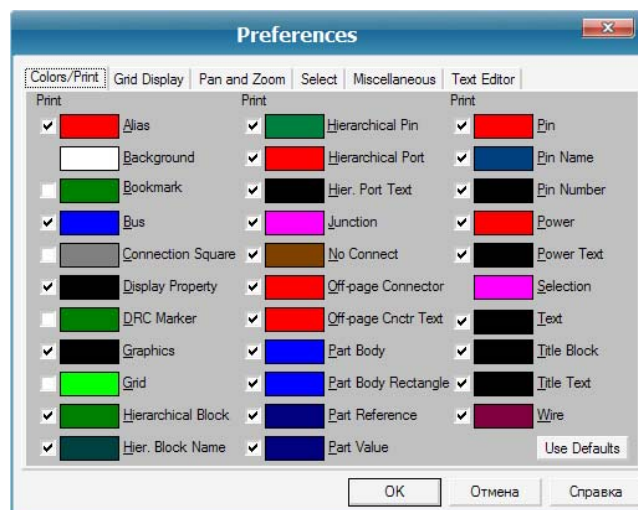 Preferences
Colors/Print Grid Display Pan and Zoom Select Miscellaneous Text Editor
Print Print Print
Alias Hierarchical Pin Pin
Background Hierarchical Port Pin Name
Bookmark Hier. Port Text Pin Number
Bus Junction Power
Connection Square No Connect Power Text
Display Property Off-page Connector Selection
DRC Marker Off-page Cnctr Text Text
Graphics Part Body Title Block
Grid Part Body Rectangle Title Text
Hierarchical Block Part Reference Wire
Hier. Block Name Part Value Use Defaults
OK Отмена Справка